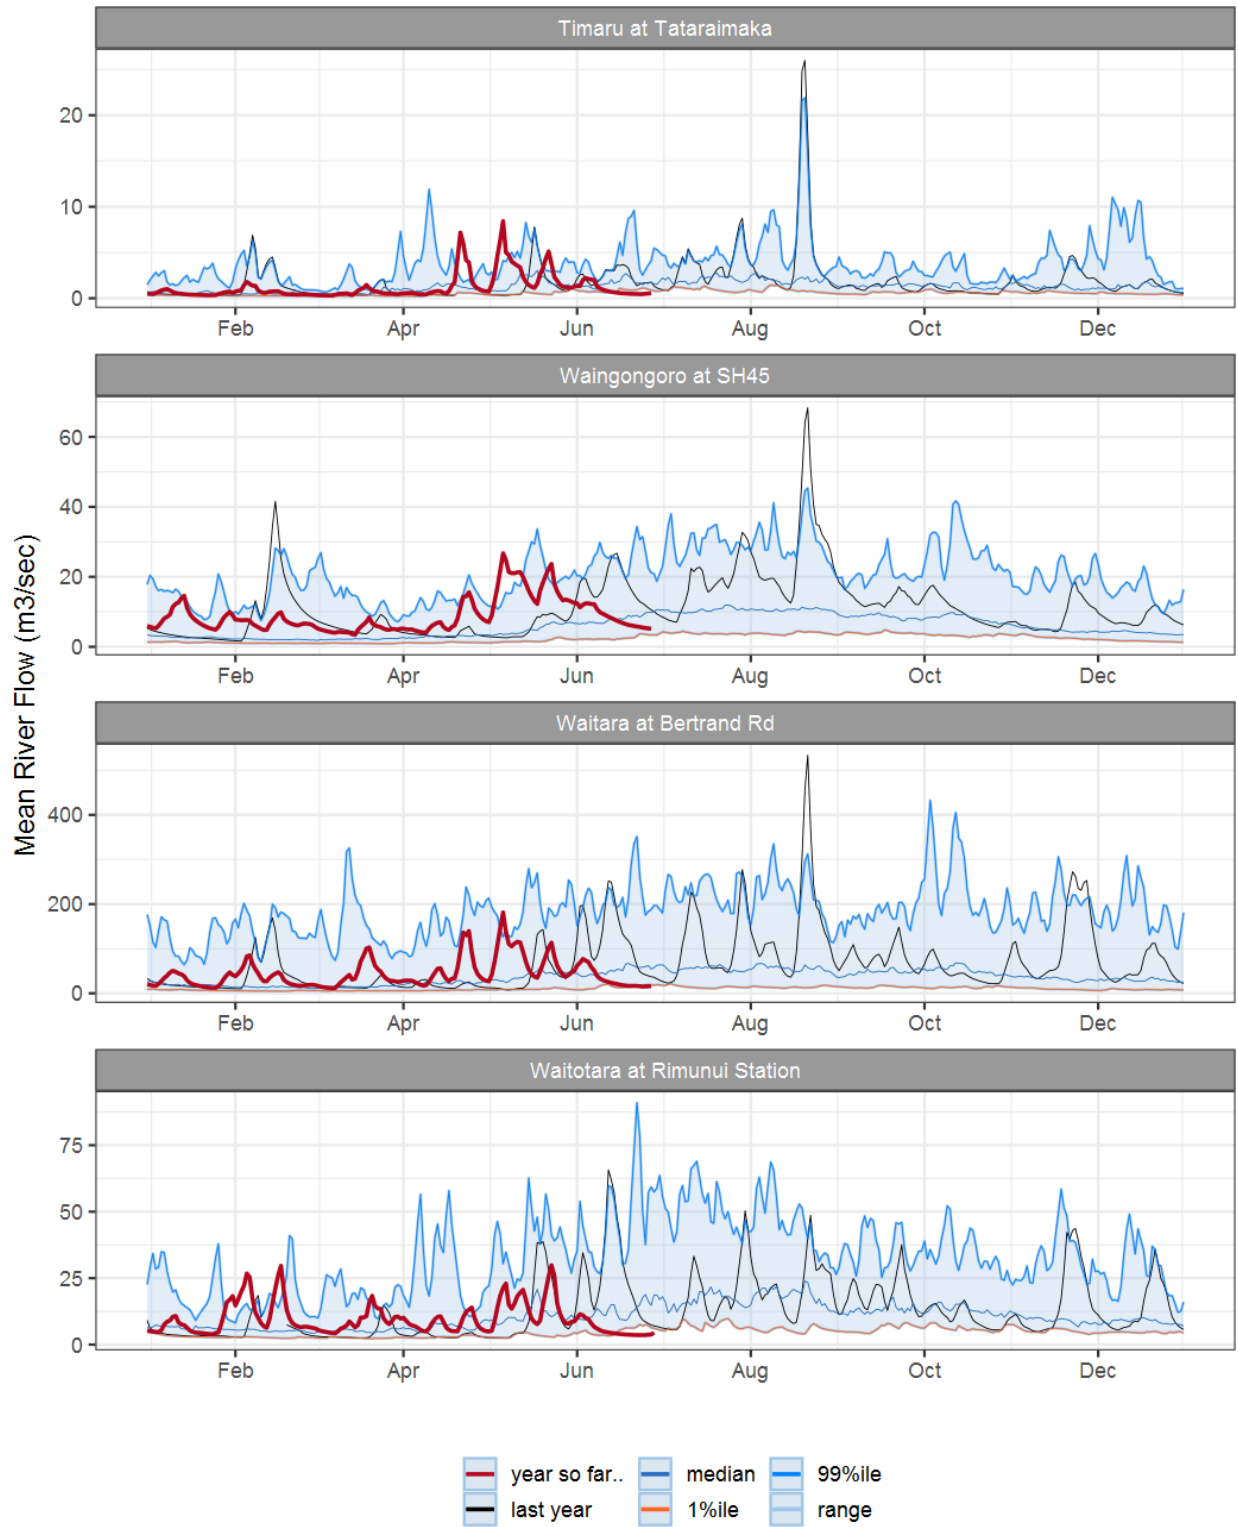 Timaru at Tataraimaka
20
10
0
Feb Apr Jun Aug Oct Dec
Waingongoro at SH45
60
40
20
0
Feb Apr Jun Aug Oct Dec
Mean River Flow (m3/sec)
Waitara at Bertrand Rd
400
200
0
Feb Apr Jun Aug Oct Dec
Waitotara at Rimunui Station
75
50
25
0
Feb Apr Jun Aug Oct Dec
year so far.. median 99%ile
last year 1%ile range